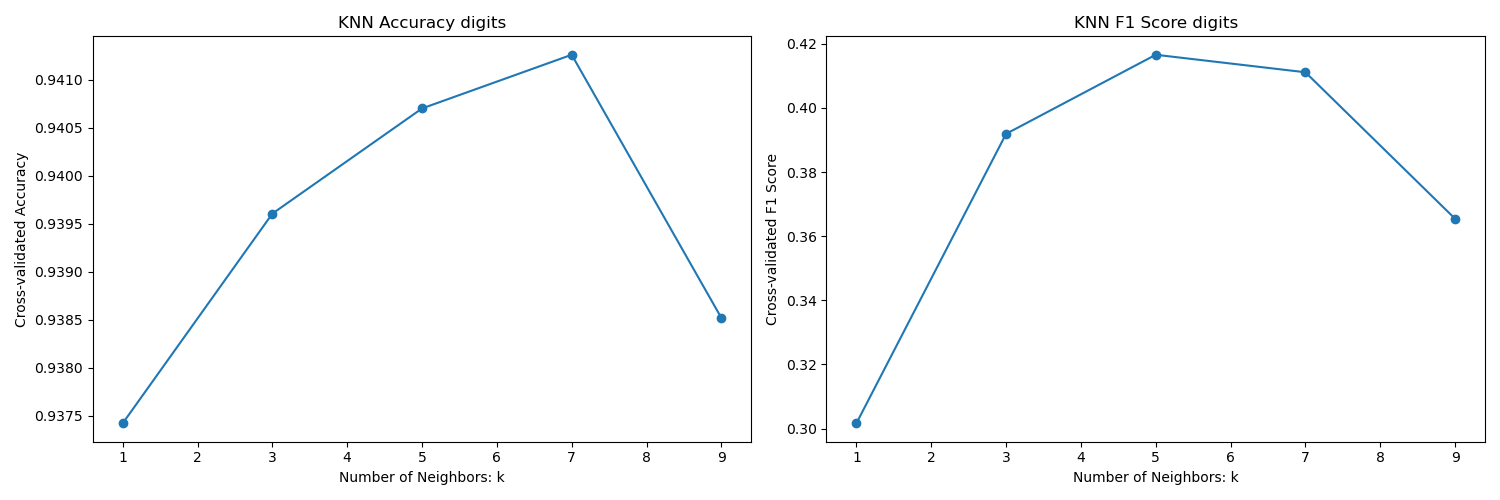 KNN Accuracy digits
Cross-validated Accuracy
0.9410
0.9405
0.9400
0.9395
0.9390
0.9385
0.9380
0.9375
1 2 3 4 5 6 7 8 9
Number of Neighbors: k
KNN F1 Score digits
Cross-validated F1 Score
0.42
0.40
0.38
0.36
0.34
0.32
0.30
1 2 3 4 5 6 7 8 9
Number of Neighbors: k